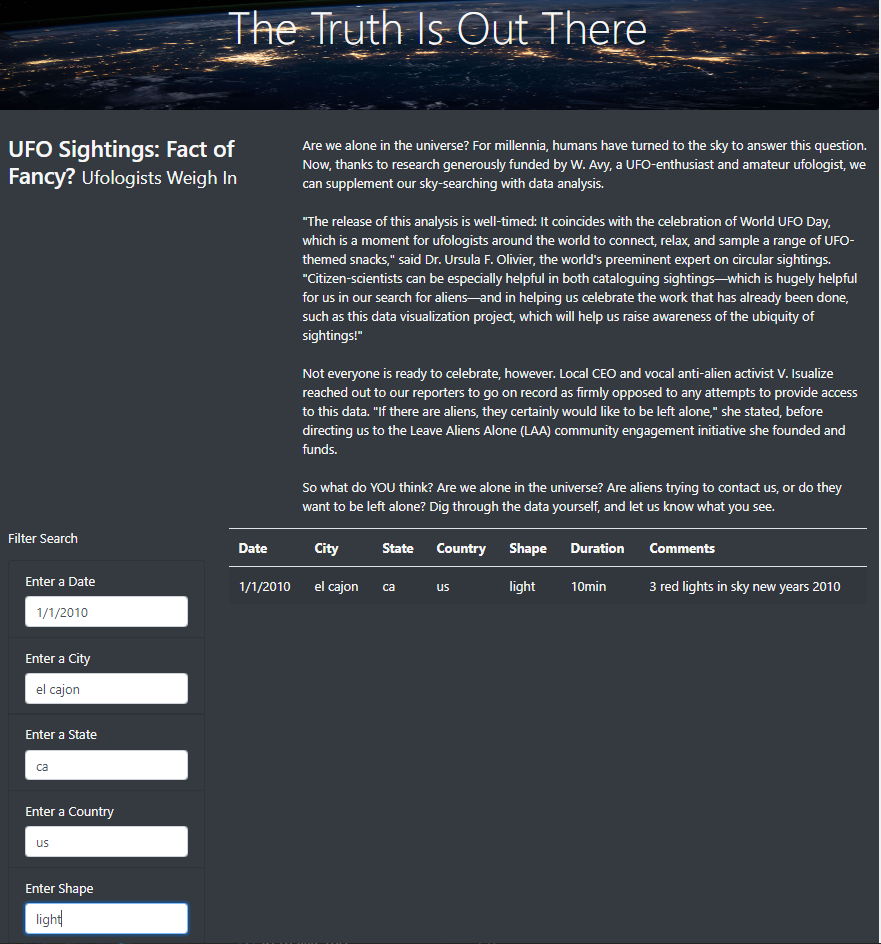 The Truth Is Out There
UFO Sightings: Fact of
Fancy? Ufologists Weigh In
Are we alone in the universe? For millennia, humans have turned to the sky to answer this question.
Now, thanks to research generously funded by W. Avy, a UFO-enthusiast and amateur ufologist, we
can supplement our sky-searching with data analysis.
"The release of this analysis is well-timed: It coincides with the celebration of World UFO Day,
which is a moment for ufologists around the world to connect, relax, and sample a range of UFO-
themed snacks," said Dr. Ursula F. Olivier, the world's preeminent expert on circular sightings.
"Citizen-scientists can be especially helpful in both cataloguing sightings—which is hugely helpful
for us in our search for aliens—and in helping us celebrate the work that has already been done,
such as this data visualization project, which will help us raise awareness of the ubiquity of
sightings!"
Not everyone is ready to celebrate, however. Local CEO and vocal anti-alien activist V. Isualize
reached out to our reporters to go on record as firmly opposed to any attempts to provide access
to this data. "If there are aliens, they certainly would like to be left alone," she stated, before
directing us to the Leave Aliens Alone (LAA) community engagement initiative she founded and
funds.
So what do YOU think? Are we alone in the universe? Are aliens trying to contact us, or do they
want to be left alone? Dig through the data yourself, and let us know what you see.
Filter Search
Enter a Date
1/1/2010
Enter a City
el cajon
Enter a State
ca
Enter a Country
us
Enter Shape
light
Date City State Country Shape Duration Comments
1/1/2010 el cajon ca us light 10min 3 red lights in sky new years 2010